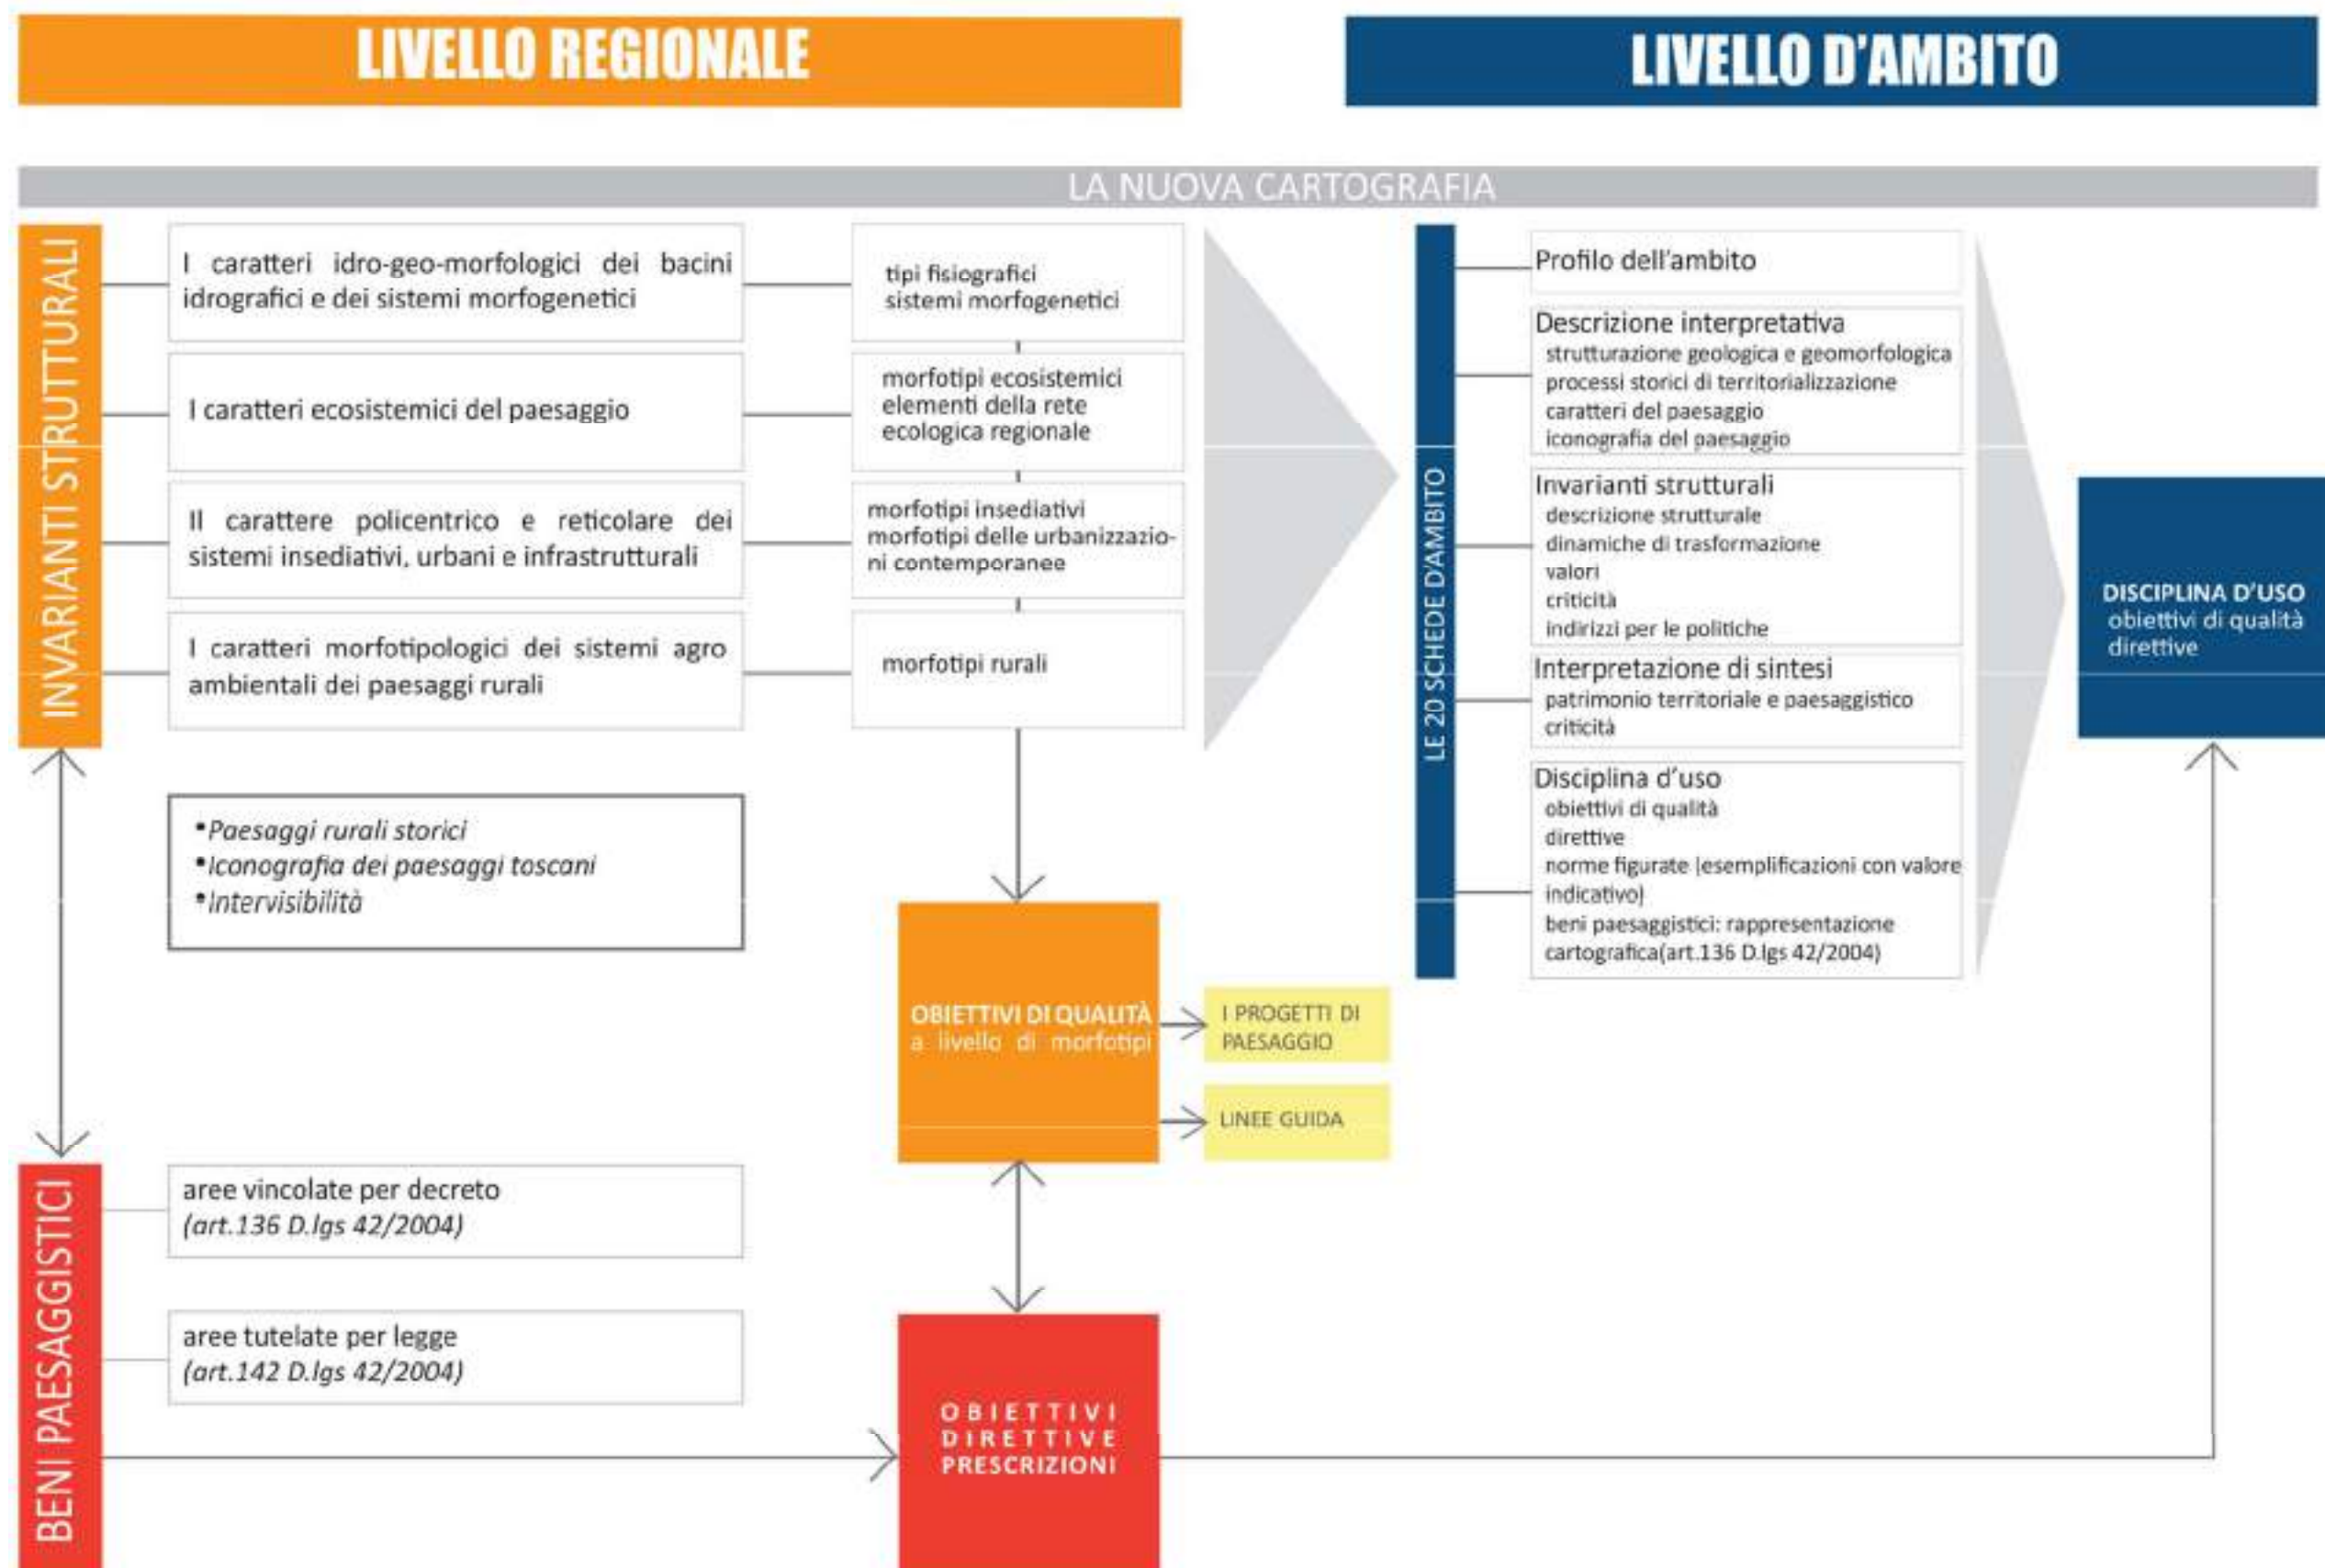 LIVELLO REGIONALE
LIVELLO D'AMBITO
LA NUOVA CARTOGRAFIA
INVARIANTI STRUTTURALI
I caratteri idro-geo-morfologici dei bacini
idrografici e dei sistemi morfogenetici
tipi fisiografici
sistemi morfogenetici
I caratteri ecosistemici del paesaggio
morfotipi ecosistemici
elementi della rete
ecologica regionale
Il carattere policentrico e reticolare dei
sistemi insediativi, urbani e infrastrutturali
morfotipi insediativi
morfotipi delle urbanizzazio-
ni contemporanee
I caratteri morfotipologici dei sistemi agro
ambientali dei paesaggi rurali
morfotipi rurali
•Paesaggi rurali storici
•Iconografia dei paesaggi toscani
•Intervisibilità
OBIETTIVI DI QUALITÀ
a livello di morfotipi
I PROGETTI DI
PAESAGGIO
LINEE GUIDA
BENI PAESAGGISTICI
aree vincolate per decreto
(art.136 D.lgs 42/2004)
aree tutelate per legge
(art.142 D.lgs 42/2004)
OBIETTIVI
DIRETTIVE
PRESCRIZIONI
LE 20 SCHEDE D'AMBITO
Profilo dell'ambito
Descrizione interpretativa
strutturazione geologica e geomorfologica
processi storici di territorializzazione
caratteri del paesaggio
iconografia del paesaggio
Invarianti strutturali
descrizione strutturale
dinamiche di trasformazione
valori
criticità
indirizzi per le politiche
Interpretazione di sintesi
patrimonio territoriale e paesaggistico
criticità
Disciplina d'uso
obiettivi di qualità
direttive
norme figurate (esemplificazioni con valore
indicativo)
beni paesaggistici: rappresentazione
cartografica(art.136 D.lgs 42/2004)
DISCIPLINA D'USO
obiettivi di qualità
direttive